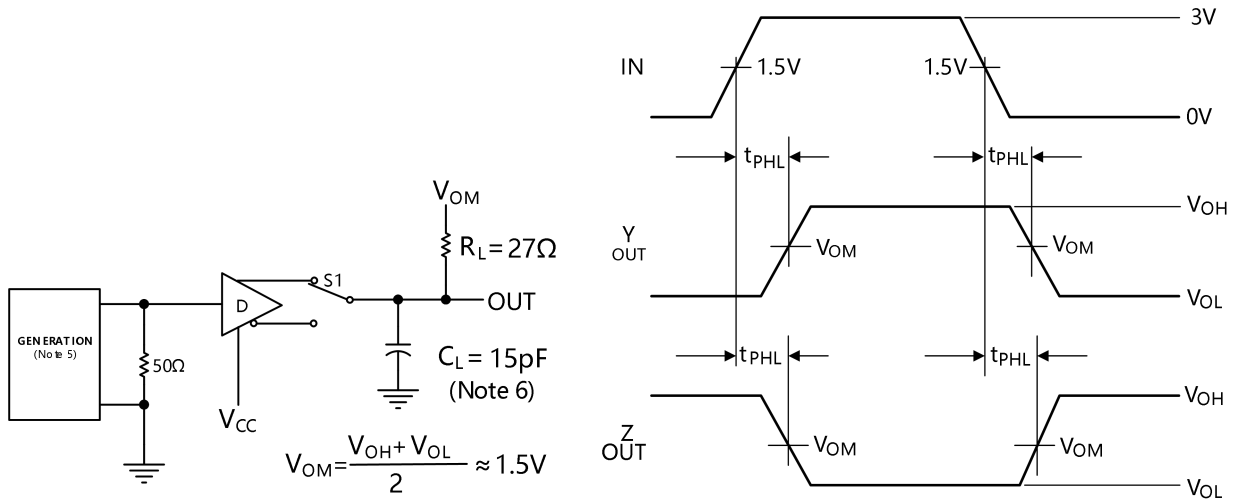 GENERATION
(Note 5)
50Ω
D
VCC
S1
VOM
RL = 27Ω
OUT
CL = 15pF
(Note 6)
VOM= VOH + VOL / 2 ≈ 1.5V
IN
1.5V
1.5V
3V
0V
tPHL
tPHL
Y
OUT
VOM
VOM
VOH
VOL
tPHL
tPHL
Z
OUT
VOM
VOM
VOH
VOL